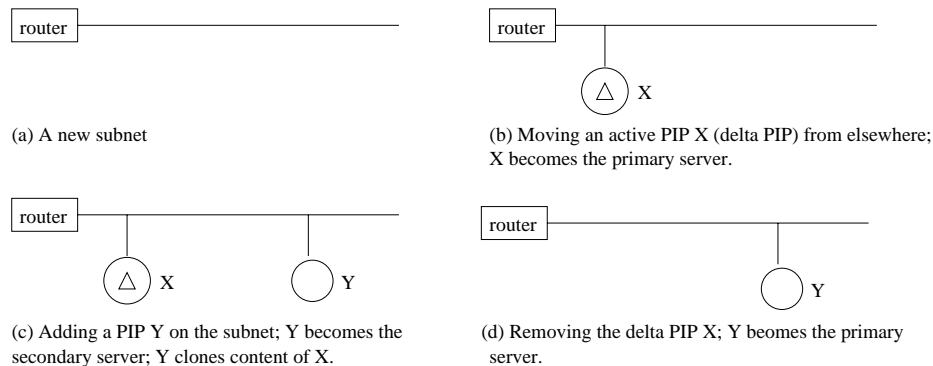 router
router
X
(a) A new subnet
(b) Moving an active PIP X (delta PIP) from elsewhere;
X becomes the primary server.
router
router
X
Y
Y
(c) Adding a PIP Y on the subnet; Y becomes the
secondary server; Y clones content of X.
(d) Removing the delta PIP X; Y beomes the primary
server.